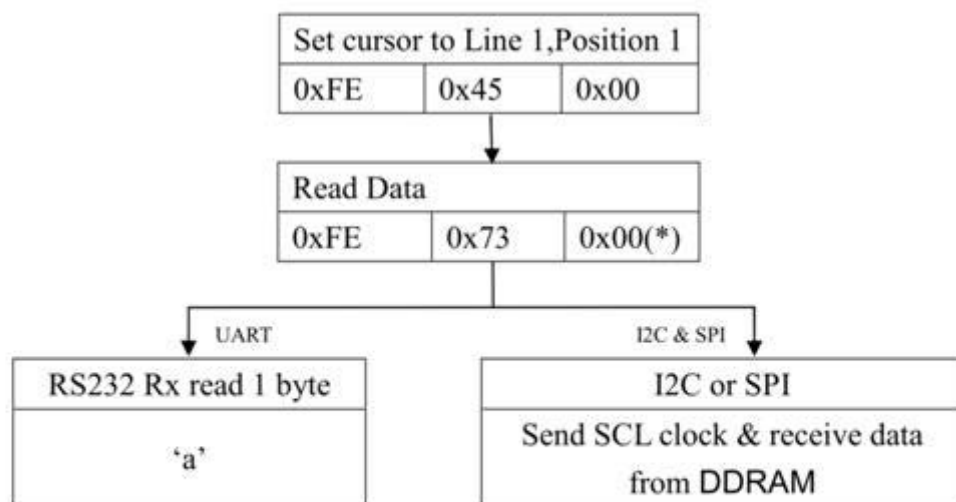 Set cursor to Line 1,Position 1
0xFE 0x45 0x00
Read Data
0xFE 0x73 0x00(*)
UART
I2C & SPI
RS232 Rx read 1 byte
‘a’
I2C or SPI
Send SCL clock & receive data
from DDRAM